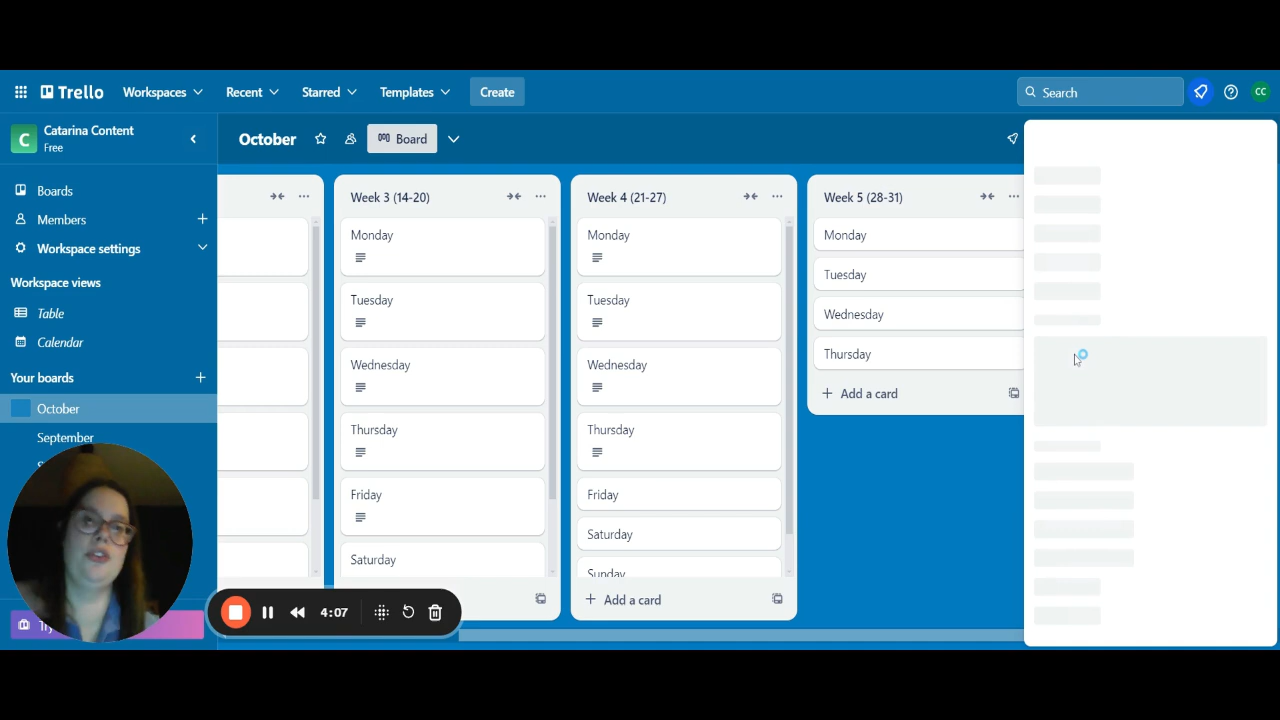 Trello
Workspaces
Recent
Starred
Templates
Create
Search
CC
C
Catarina Content
Free
October
Board
Boards
Members
Workspace settings
Workspace views
Table
Calendar
Your boards
October
September
Week 3 (14-20)
Monday
Tuesday
Wednesday
Thursday
Friday
Saturday
Week 4 (21-27)
Monday
Tuesday
Wednesday
Thursday
Friday
Saturday
Sunday
Add a card
Week 5 (28-31)
Monday
Tuesday
Wednesday
Thursday
Add a card
4:07